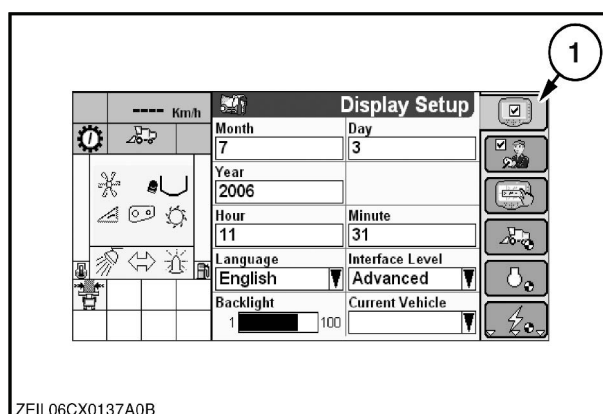 1
---- Km/h
Display Setup
Month
Day
7
3
Year
2006
Hour
Minute
11
31
Language
Interface Level
English
Advanced
Backlight
Current Vehicle
1
100
ZEIL06CX0137A0B